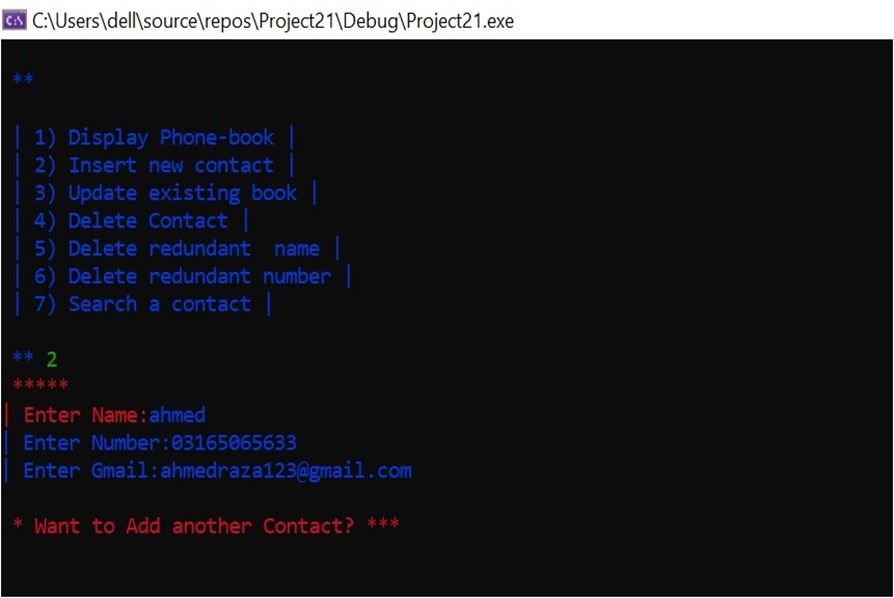 C:\Users\dell\source\repos\Project21\Debug\Project21.exe
**
| 1) Display Phone-book |
| 2) Insert new contact |
| 3) Update existing book |
| 4) Delete Contact |
| 5) Delete redundant  name |
| 6) Delete redundant number |
| 7) Search a contact |
** 2
*****
| Enter Name:ahmed
| Enter Number:03165065633
| Enter Gmail:ahmedraza123@gmail.com
* Want to Add another Contact? ***